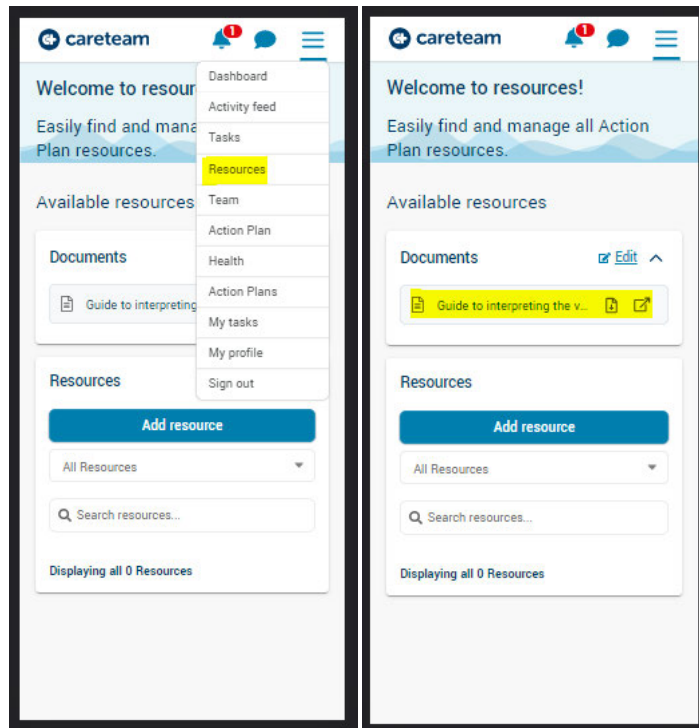 careteam
1
Dashboard
Activity feed
Tasks
Resources
Team
Action Plan
Health
Action Plans
My tasks
My profile
Sign out
Welcome to resour
Easily find and mana
Plan resources.
Available resources
Documents
Guide to interpreting
Resources
Add resource
All Resources
Search resources...
Displaying all 0 Resources
careteam
1
Welcome to resources!
Easily find and manage all Action
Plan resources.
Available resources
Documents Edit
Guide to interpreting the v...
Resources
Add resource
All Resources
Search resources...
Displaying all 0 Resources